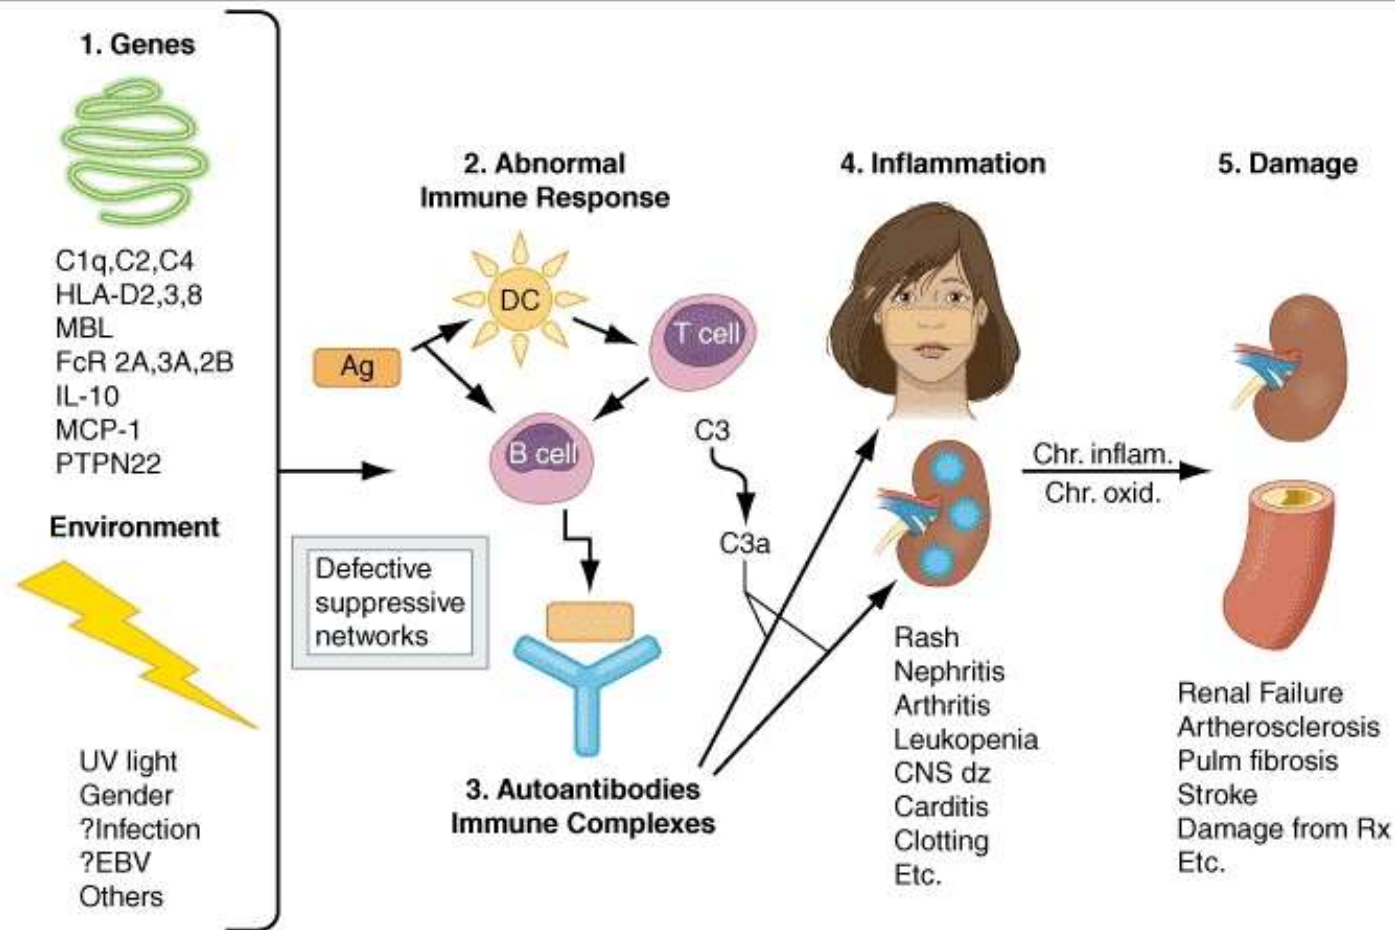 1. Genes
C1q,C2,C4
HLA-D2,3,8
MBL
FcR 2A,3A,2B
IL-10
MCP-1
PTPN22
Environment
UV light
Gender
?Infection
?EBV
Others
2. Abnormal
Immune Response
DC
T cell
Ag
B cell
C3
C3a
Defective
suppressive
networks
3. Autoantibodies
Immune Complexes
4. Inflammation
Rash
Nephritis
Arthritis
Leukopenia
CNS dz
Carditis
Clotting
Etc.
Chr. inflam.
Chr. oxid.
5. Damage
Renal Failure
Artherosclerosis
Pulm fibrosis
Stroke
Damage from Rx
Etc.